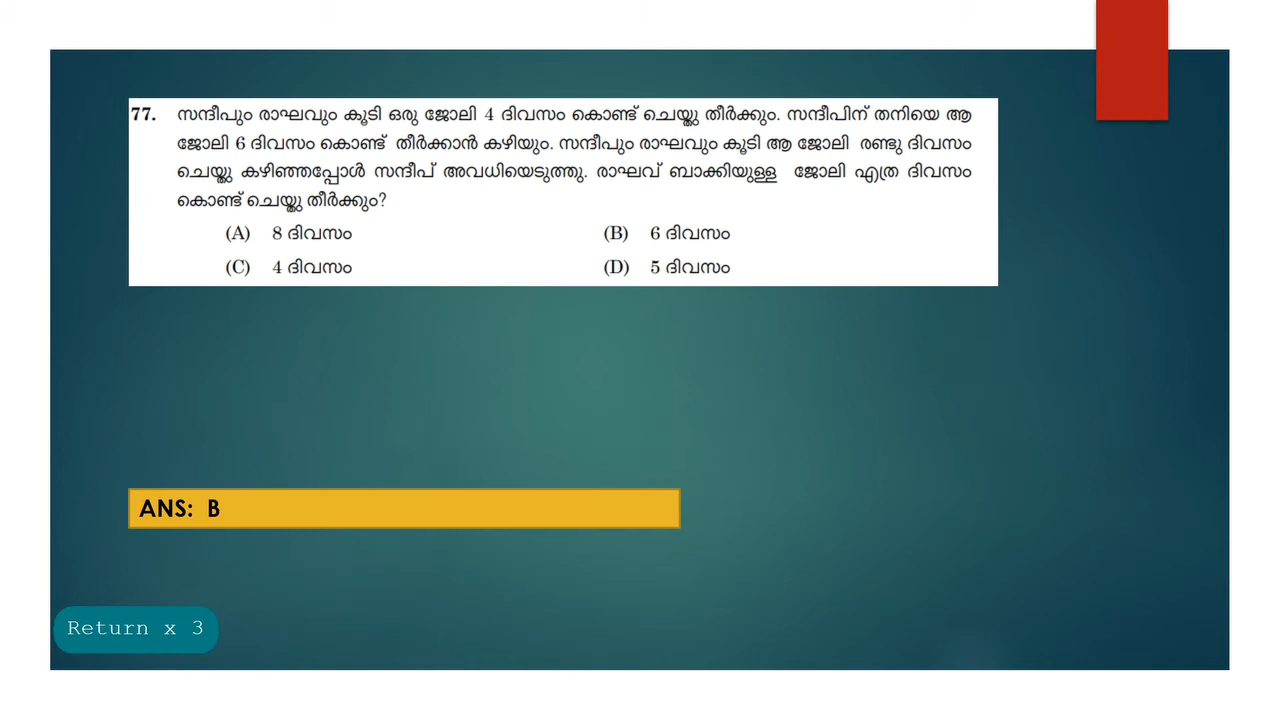 77. സന്ദീപും രാഘവും കൂടി ഒരു ജോലി 4 ദിവസം കൊണ്ട് ചെയ്തു തീർക്കും. സന്ദീപിന് തനിയെ ആ
ജോലി 6 ദിവസം കൊണ്ട് തീർക്കാൻ കഴിയും. സന്ദീപും രാഘവും കൂടി ആ ജോലി രണ്ടു ദിവസം
ചെയ്തു കഴിഞ്ഞപ്പോൾ സന്ദീപ് അവധിയെടുത്തു. രാഘവ് ബാക്കിയുള്ള ജോലി എത്ര ദിവസം
കൊണ്ട് ചെയ്തു തീർക്കും?
(A) 8 ദിവസം (B) 6 ദിവസം
(C) 4 ദിവസം (D) 5 ദിവസം
ANS: B
Return x 3